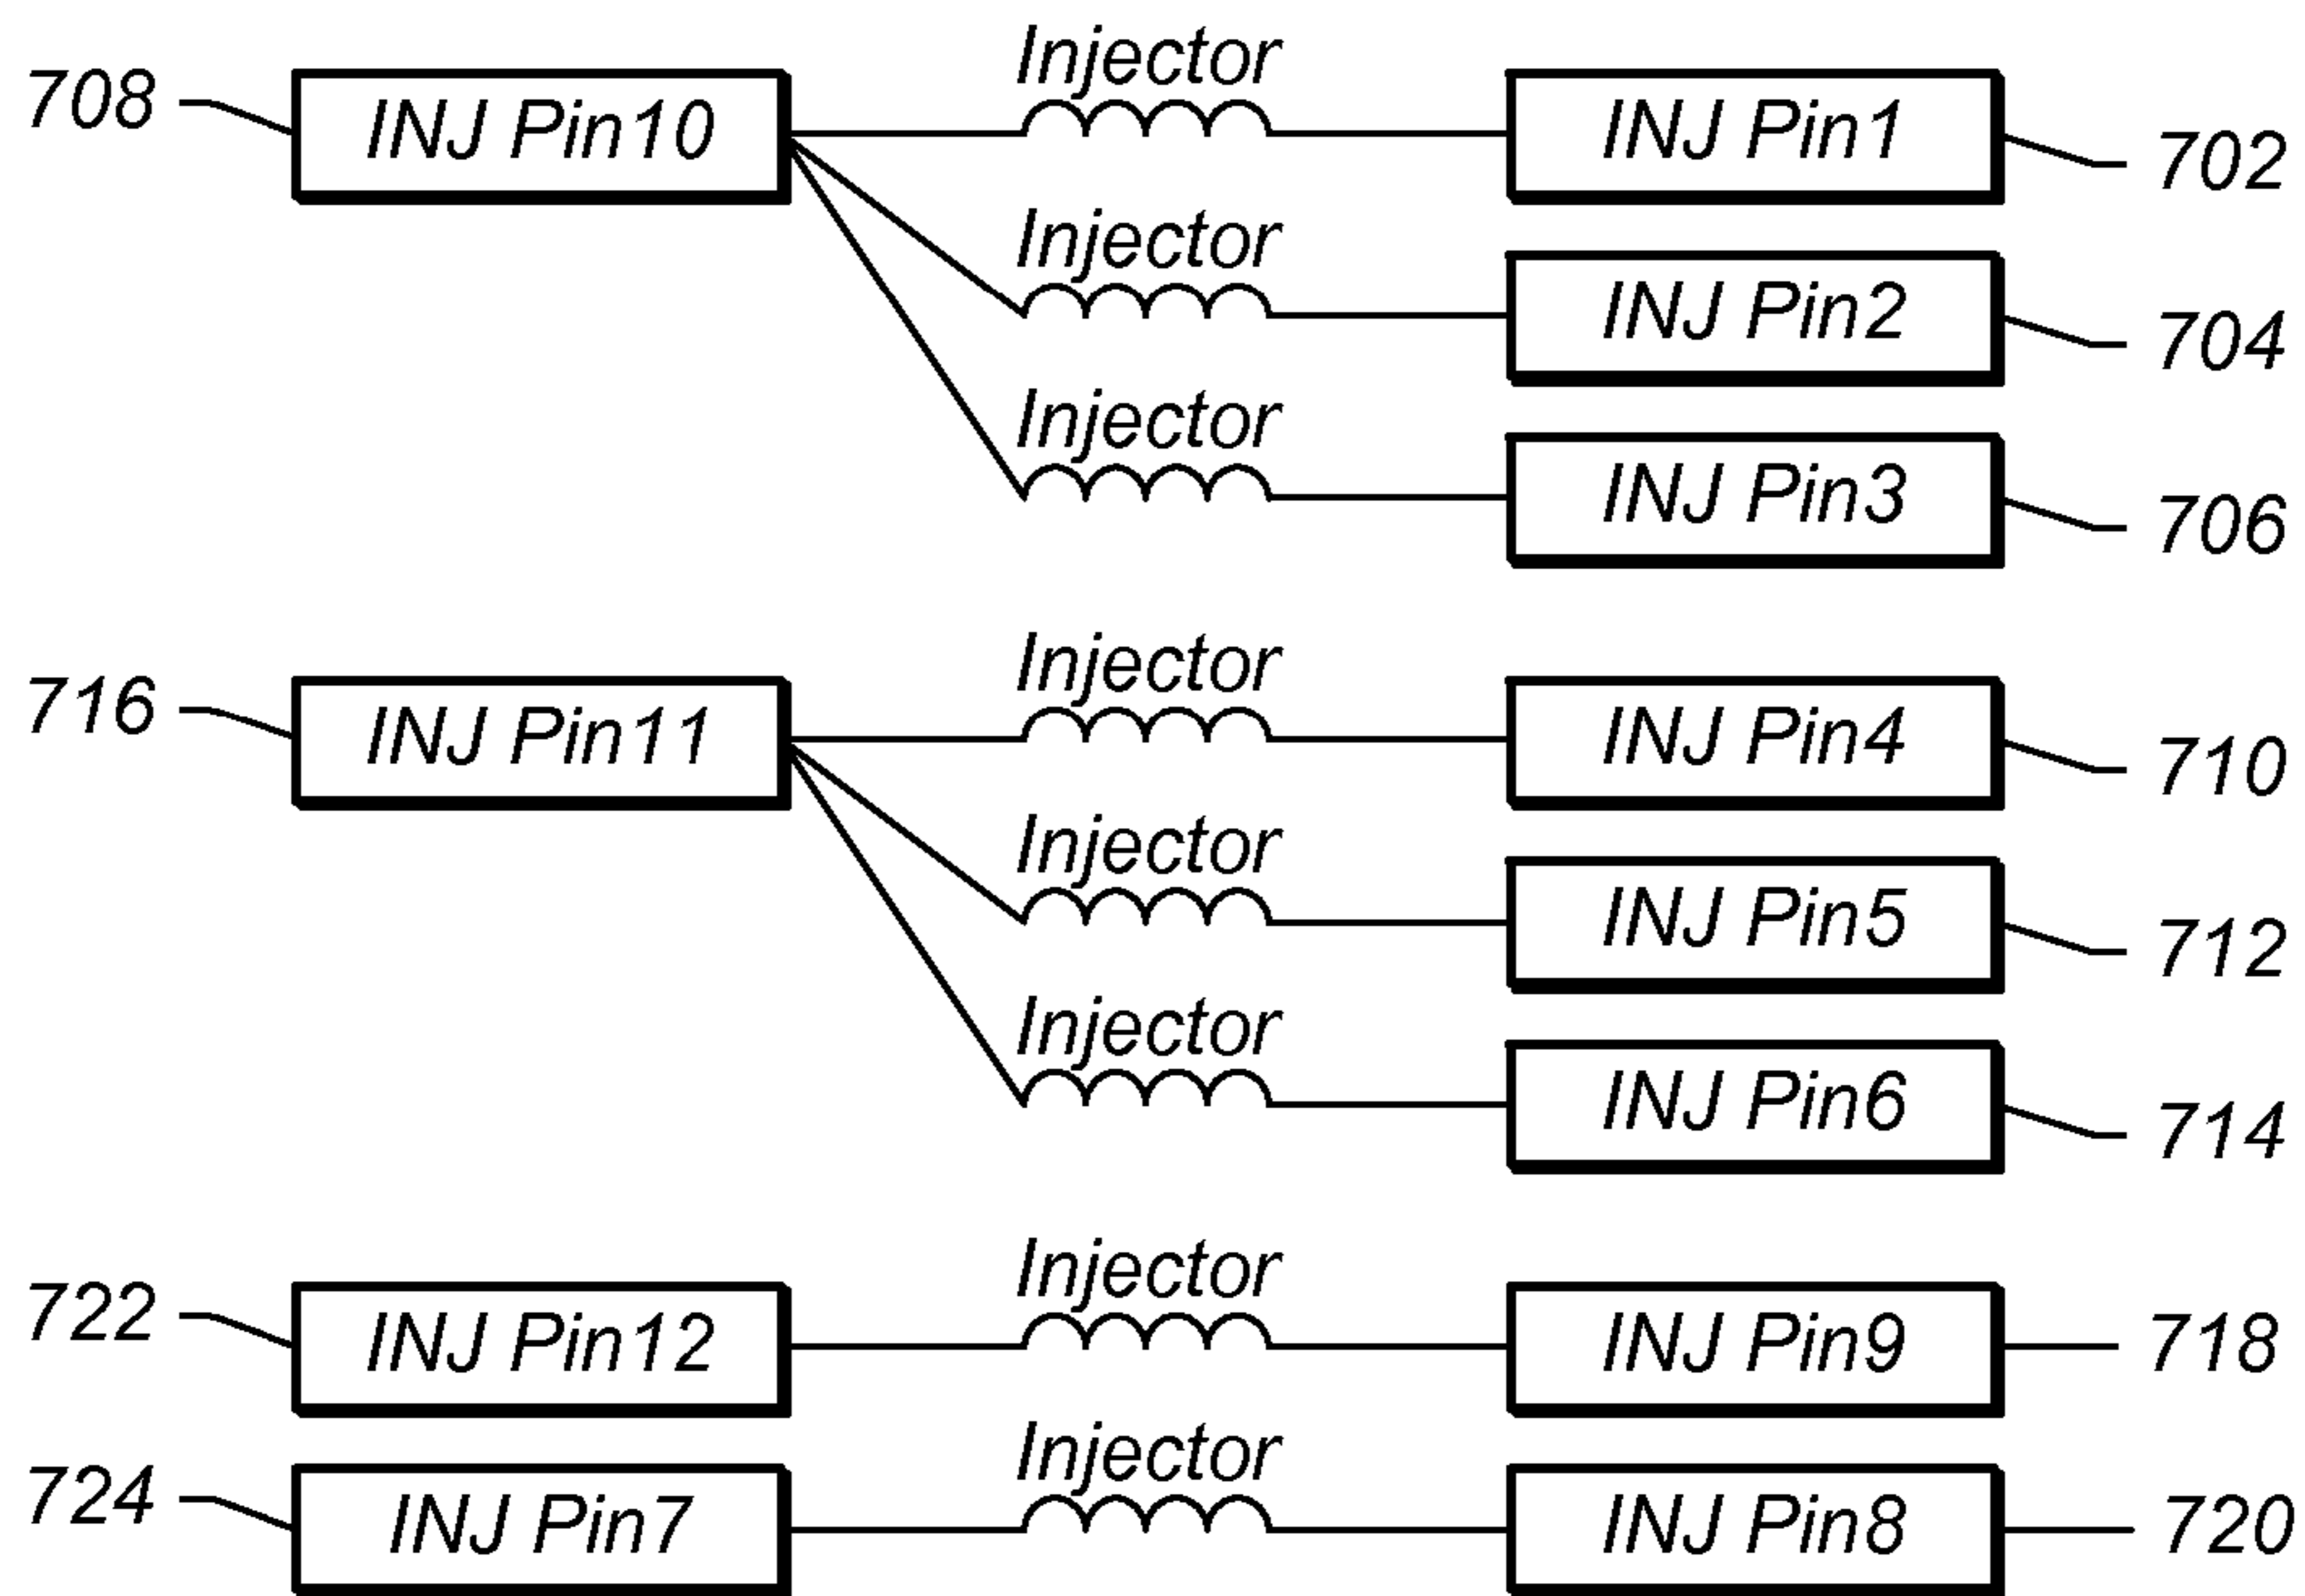 Injector
708 INJ Pin10 INJ Pin1 702
Injector
INJ Pin2 704
Injector
INJ Pin3 706
Injector
716 INJ Pin11 INJ Pin4 710
Injector
INJ Pin5 712
Injector
INJ Pin6 714
Injector
722 INJ Pin12 INJ Pin9 718
Injector
724 INJ Pin7 INJ Pin8 720